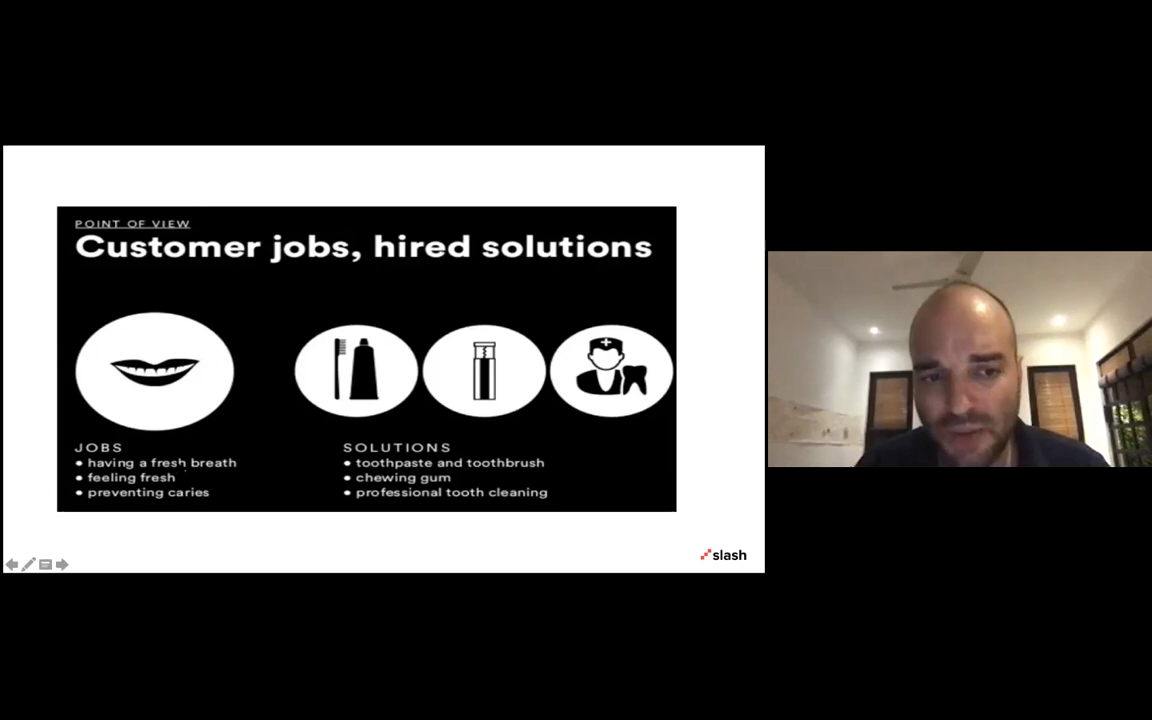 POINT OF VIEW
Customer jobs, hired solutions
JOBS
• having a fresh breath
• feeling fresh
• preventing caries
SOLUTIONS
• toothpaste and toothbrush
• chewing gum
• professional tooth cleaning
slash